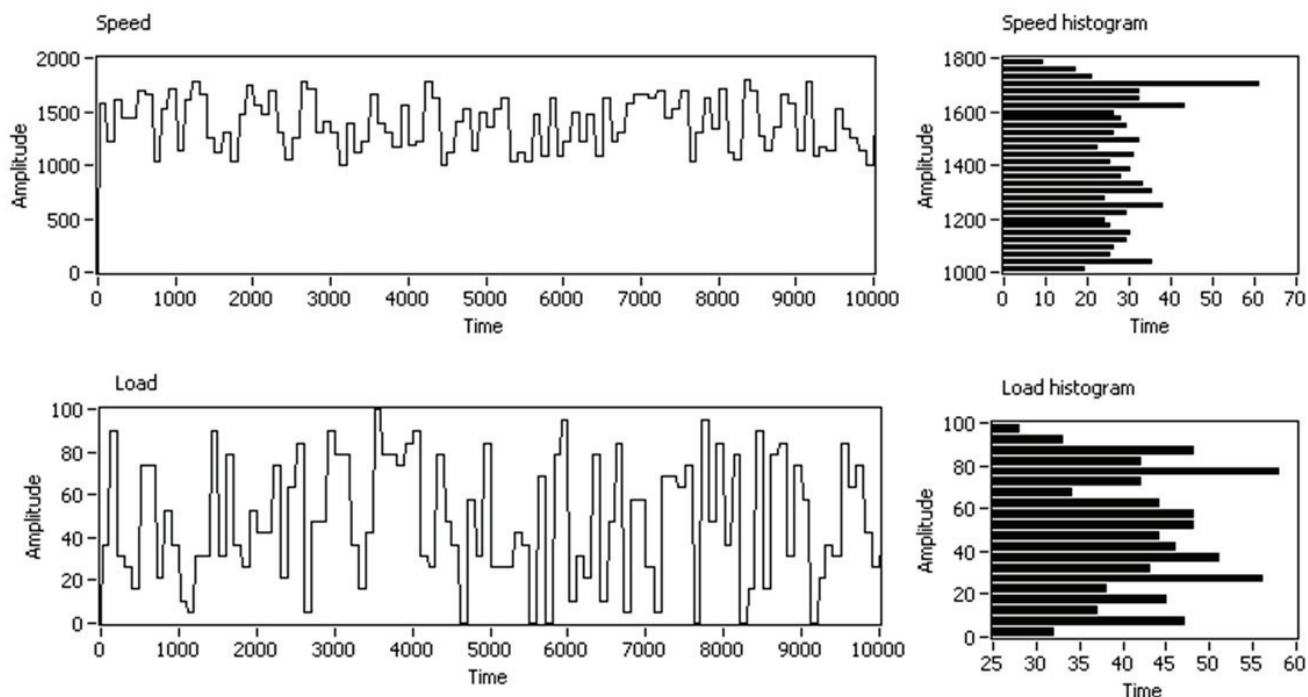 Speed
Amplitude
2000
1500
1000
500
0
0 1000 2000 3000 4000 5000 6000 7000 8000 9000 10000
Time
Speed histogram
Amplitude
1800
1600
1400
1200
1000
0 10 20 30 40 50 60 70
Time
Load
Amplitude
100
80
60
40
20
0
0 1000 2000 3000 4000 5000 6000 7000 8000 9000 10000
Time
Load histogram
Amplitude
100
80
60
40
20
0
25 30 35 40 45 50 55 60
Time